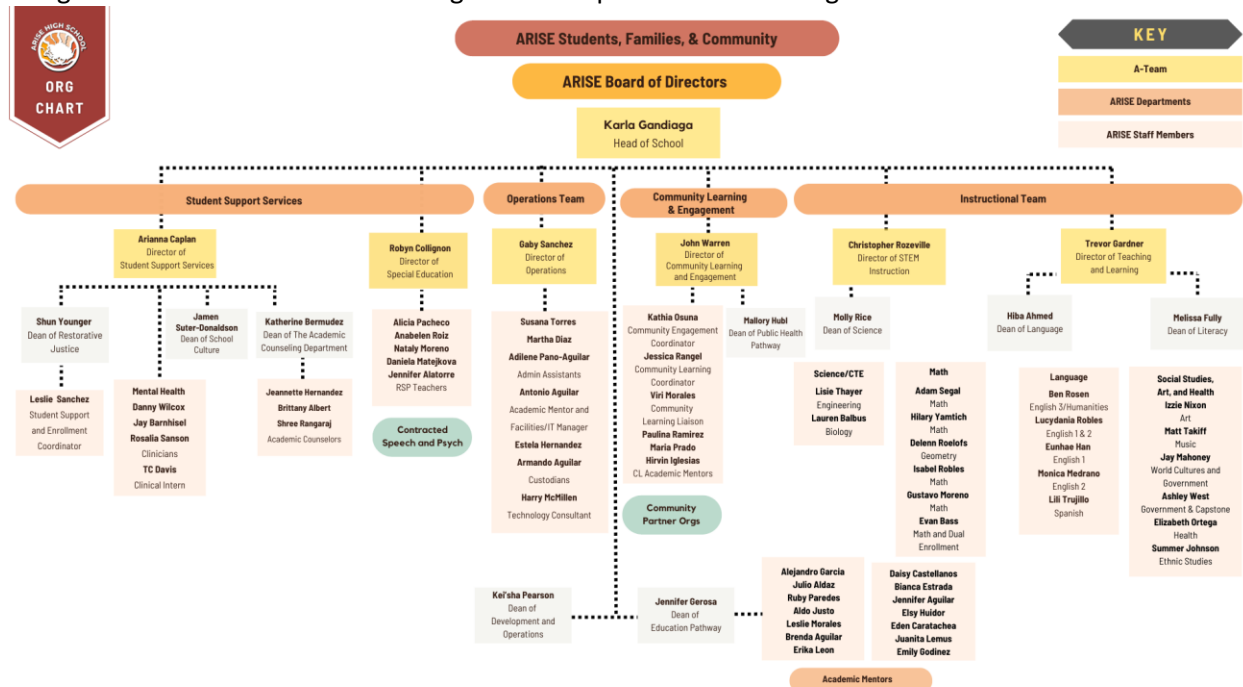 ARISE HIGH SCHOOL
ORG
CHART
ARISE Students, Families, & Community
ARISE Board of Directors
Karla Gandiaga
Head of School
KEY
A-Team
ARISE Departments
ARISE Staff Members
Student Support Services
Operations Team
Community Learning
& Engagement
Instructional Team
Arianna Caplan
Director of
Student Support Services
Robyn Collignon
Director of
Special Education
Gaby Sanchez
Director of
Operations
John Warren
Director of
Community Learning
and Engagement
Christopher Rozeville
Director of STEM
Instruction
Trevor Gardner
Director of Teaching
and Learning
Shun Younger
Dean of Restorative
Justice
Jamen
Suter-Donaldson
Dean of School
Culture
Katherine Bermudez
Dean of The Academic
Counseling Department
Leslie Sanchez
Student Support
and Enrollment
Coordinator
Mental Health
Danny Wilcox
Jay Barnhisel
Rosalia Sanson
Clinicians
TC Davis
Clinical Intern
Jeannette Hernandez
Brittany Albert
Shree Rangaraj
Academic Counselors
Alicia Pacheco
Anabelen Roiz
Nataly Moreno
Daniela Matejkova
Jennifer Alatorre
RSP Teachers
Contracted
Speech and Psych
Susana Torres
Martha Diaz
Adilene Pano-Aguilar
Admin Assistants
Antonio Aguilar
Academic Mentor and
Facilities/IT Manager
Estela Hernandez
Armando Aguilar
Custodians
Harry McMillen
Technology Consultant
Kathia Osuna
Community Engagement
Coordinator
Jessica Rangel
Community Learning
Coordinator
Viri Morales
Community
Learning Liaison
Paulina Ramirez
Maria Prado
Hirvin Iglesias
CL Academic Mentors
Community
Partner Orgs
Mallory Hubl
Dean of Public Health
Pathway
Molly Rice
Dean of Science
Science/CTE
Lisie Thayer
Engineering
Lauren Balbus
Biology
Math
Adam Segal
Math
Hilary Yamtich
Math
Delenn Roelofs
Geometry
Isabel Robles
Math
Gustavo Moreno
Math
Evan Bass
Math and Dual
Enrollment
Hiba Ahmed
Dean of Language
Melissa Fully
Dean of Literacy
Language
Ben Rosen
English 3/Humanities
Lucydania Robles
English 1 & 2
Eunhae Han
English 1
Monica Medrano
English 2
Lili Trujillo
Spanish
Social Studies,
Art, and Health
Izzie Nixon
Art
Matt Takiff
Music
Jay Mahoney
World Cultures and
Government
Ashley West
Government & Capstone
Elizabeth Ortega
Health
Summer Johnson
Ethnic Studies
Kei'sha Pearson
Dean of
Development and
Operations
Jennifer Gerosa
Dean of
Education Pathway
Alejandro Garcia
Julio Aldaz
Ruby Paredes
Aldo Justo
Leslie Morales
Brenda Aguilar
Erika Leon
Daisy Castellanos
Bianca Estrada
Jennifer Aguilar
Elsy Huidor
Eden Caratachea
Juanita Lemus
Emily Godinez
Academic Mentors